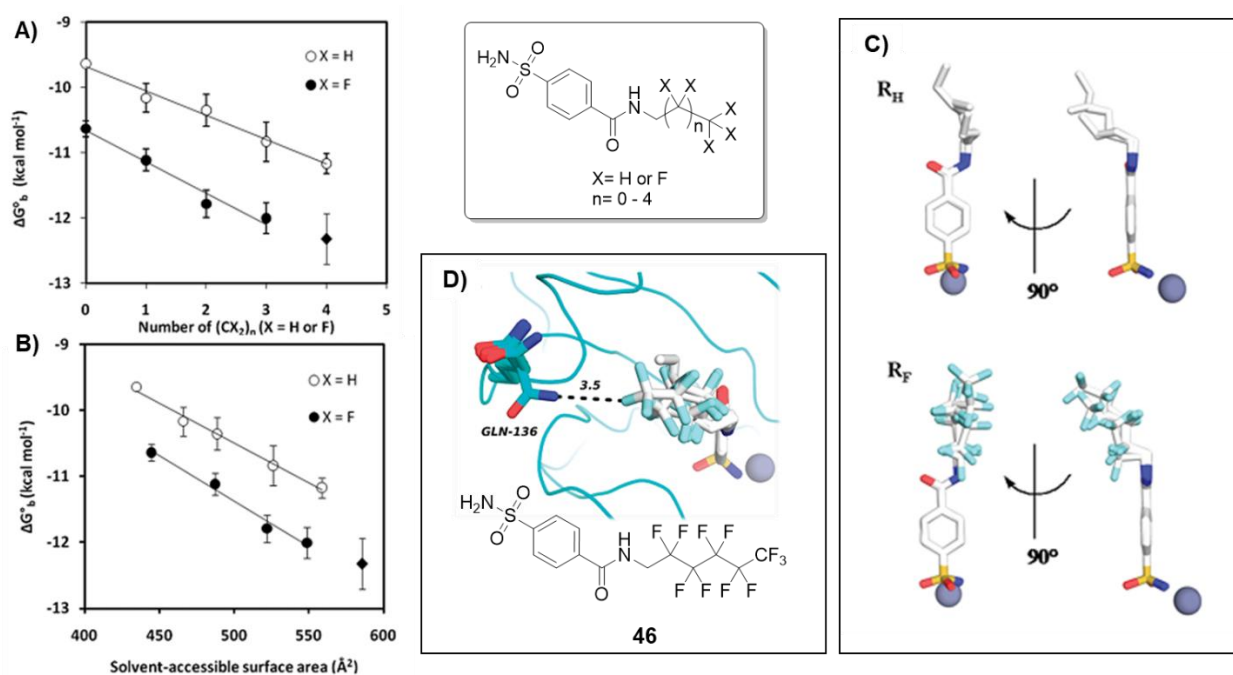 A)
-9
-10
-11
-12
-13
ΔG°b (kcal mol-1)
X = H
X = F
0 1 2 3 4 5
Number of (CX2)n (X = H or F)
B)
-9
-10
-11
-12
-13
ΔG°b (kcal mol-1)
X = H
X = F
400 450 500 550 600
Solvent-accessible surface area (Å2)
H2N
S
O
O
O
H
N
X X
n
X
X
X
X= H or F
n= 0 - 4
D)
3.5
GLN-136
H2N
S
O
O
O
H
N
F F F F
CF3
F F F F
46
C)
RH
90°
RF
90°